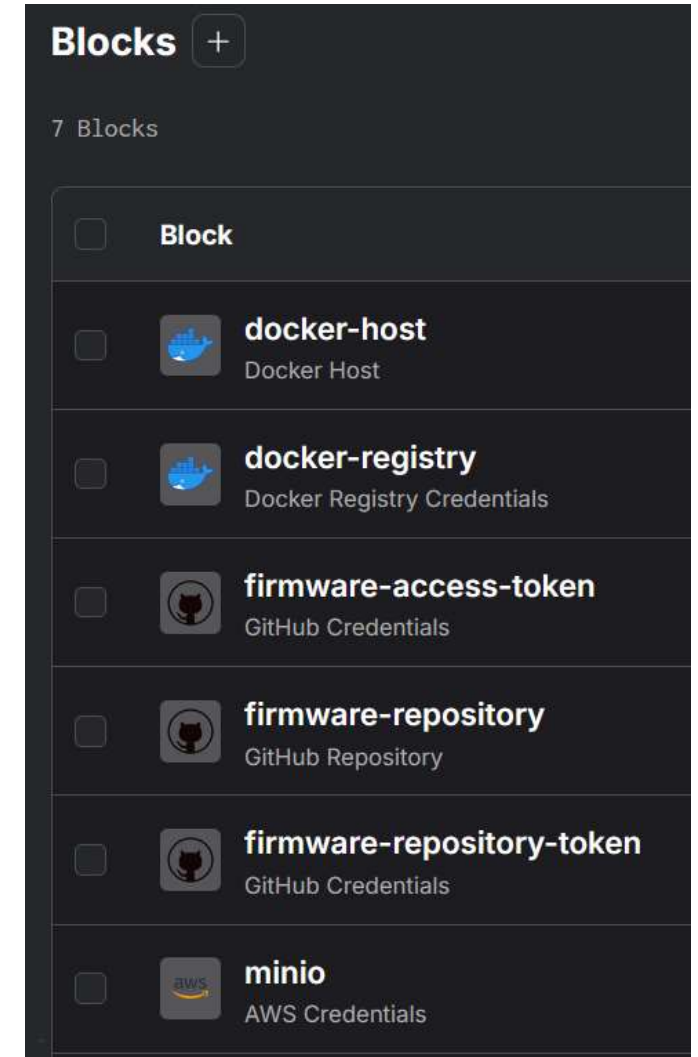 Blocks +
7 Blocks
Block
docker-host
Docker Host
docker-registry
Docker Registry Credentials
firmware-access-token
GitHub Credentials
firmware-repository
GitHub Repository
firmware-repository-token
GitHub Credentials
aws
minio
AWS Credentials